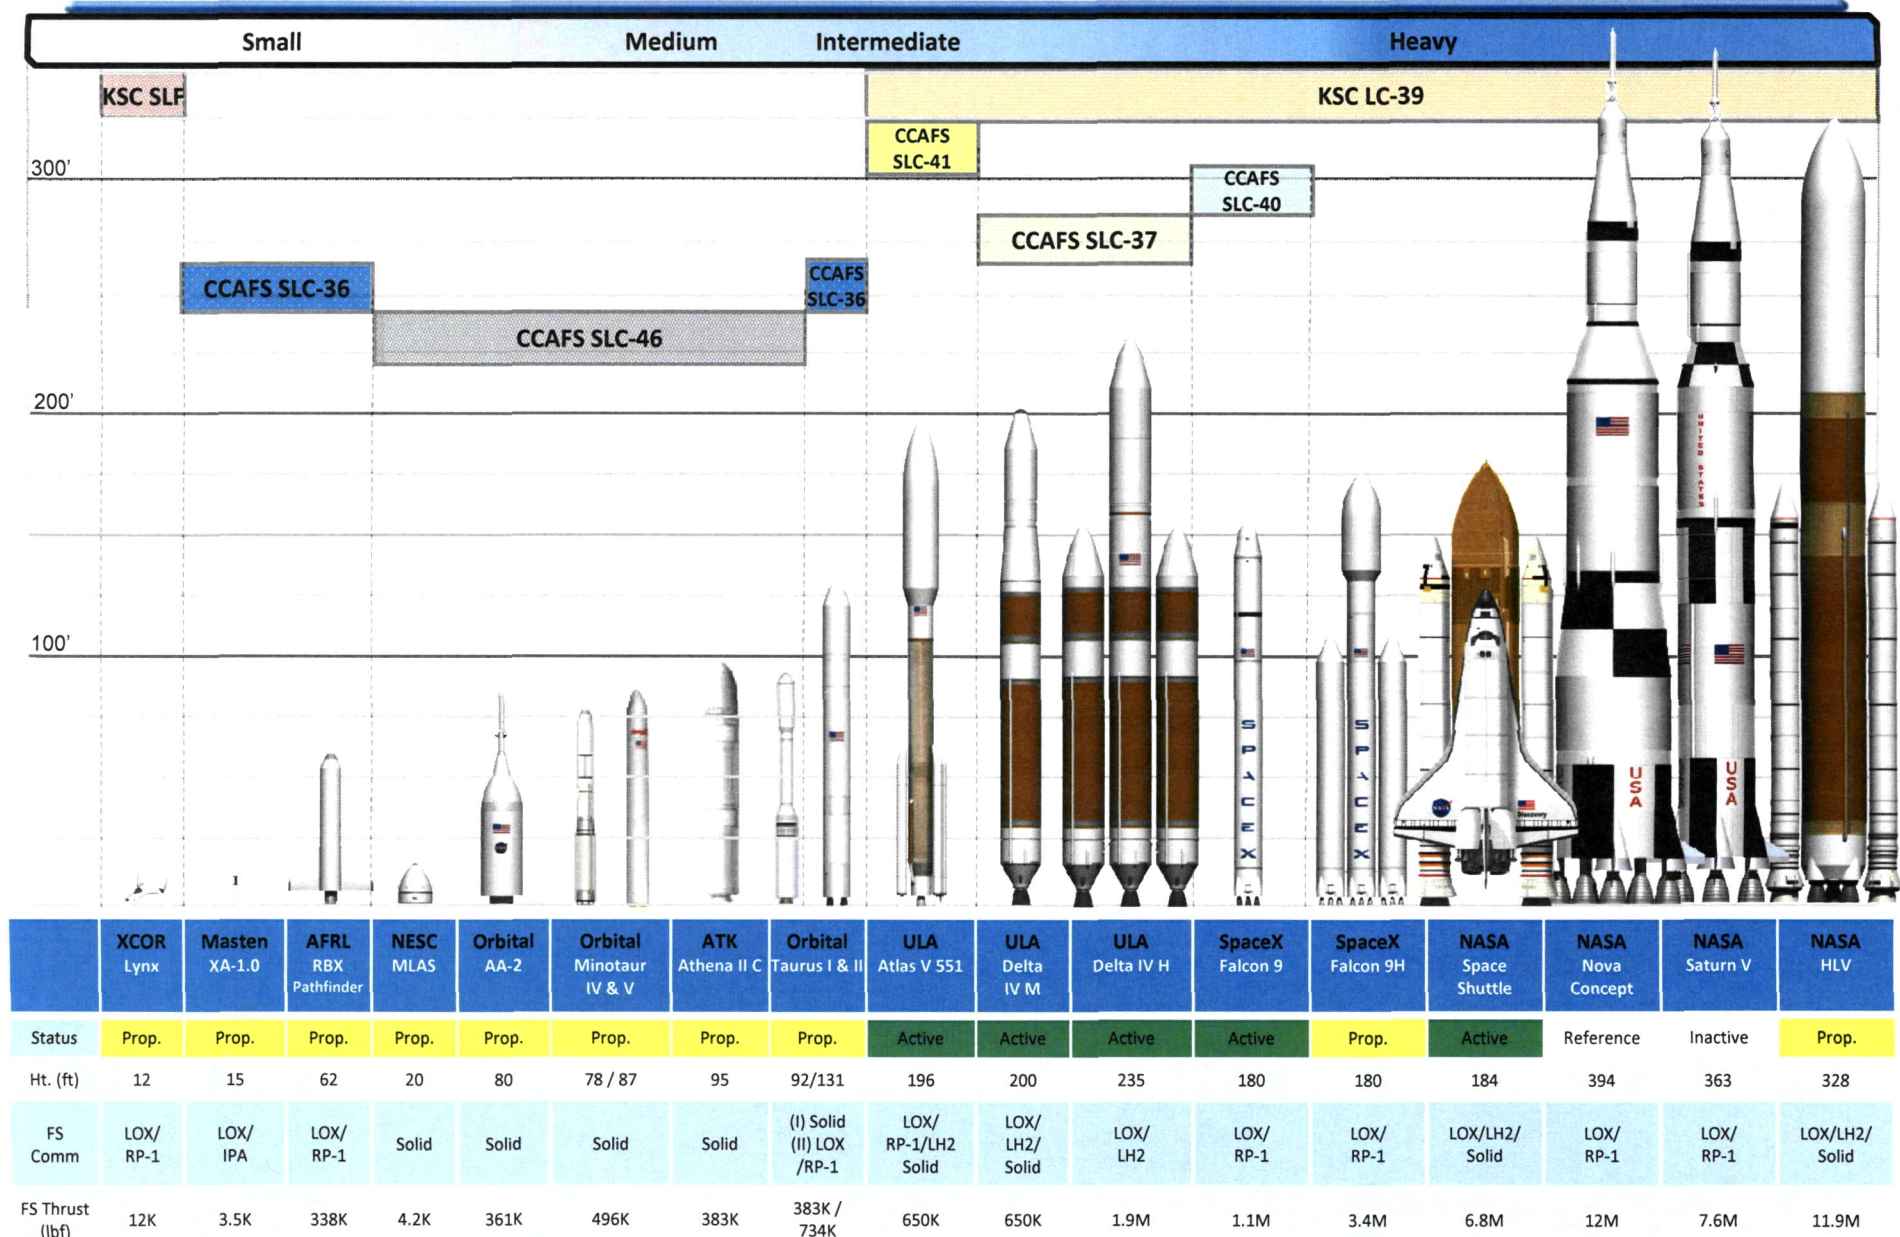 Small Medium Intermediate Heavy
KSC SLF
KSC LC-39
CCAFS
SLC-41
300'
CCAFS
SLC-40
CCAFS SLC-37
CCAFS SLC-36
CCAFS
SLC-36
CCAFS SLC-46
200'
UNITED STATES
100'
SPACEX
SPACEX
USA
USA
NASA
Discovery
XCOR
Lynx
Masten
XA-1.0
AFRL
RBX
Pathfinder
NESC
MLAS
Orbital
AA-2
Orbital
Minotaur
IV & V
ATK
Athena II C
Orbital
Taurus I & II
ULA
Atlas V 551
ULA
Delta
IV M
ULA
Delta IV H
SpaceX
Falcon 9
SpaceX
Falcon 9H
NASA
Space
Shuttle
NASA
Nova
Concept
NASA
Saturn V
NASA
HLV
Status Prop. Prop. Prop. Prop. Prop. Prop. Prop. Prop. Active Active Active Active Prop. Active Reference Inactive Prop.
Ht. (ft) 12 15 62 20 80 78 / 87 95 92/131 196 200 235 180 180 184 394 363 328
FS
Comm
LOX/
RP-1
LOX/
IPA
LOX/
RP-1
Solid
Solid
Solid
Solid
(I) Solid
(II) LOX
/RP-1
LOX/
RP-1/LH2
Solid
LOX/
LH2/
Solid
LOX/
LH2
LOX/
RP-1
LOX/
RP-1
LOX/LH2/
Solid
LOX/
RP-1
LOX/
RP-1
LOX/LH2/
Solid
FS Thrust
(lbf)
12K
3.5K
338K
4.2K
361K
496K
383K
383K /
734K
650K
650K
1.9M
1.1M
3.4M
6.8M
12M
7.6M
11.9M